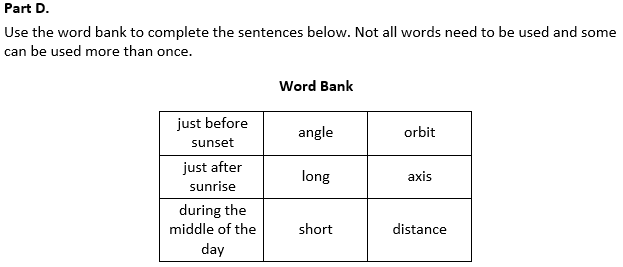 Part D.
Use the word bank to complete the sentences below. Not all words need to be used and some
can be used more than once.
Word Bank
just before
sunset
angle
orbit
just after
sunrise
long
axis
during the
middle of the
day
short
distance